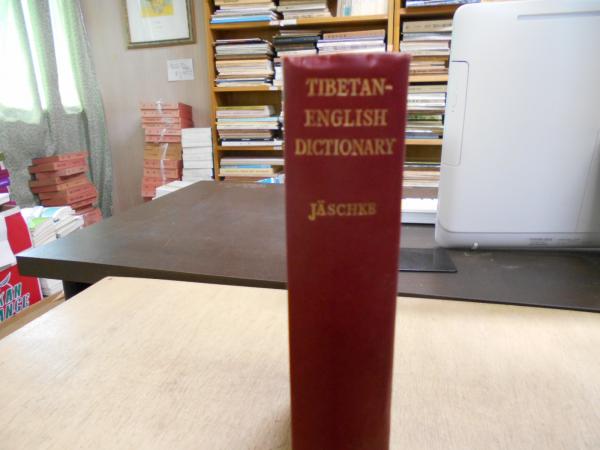 TIBETAN-
ENGLISH
DICTIONARY
JÄSCHKE